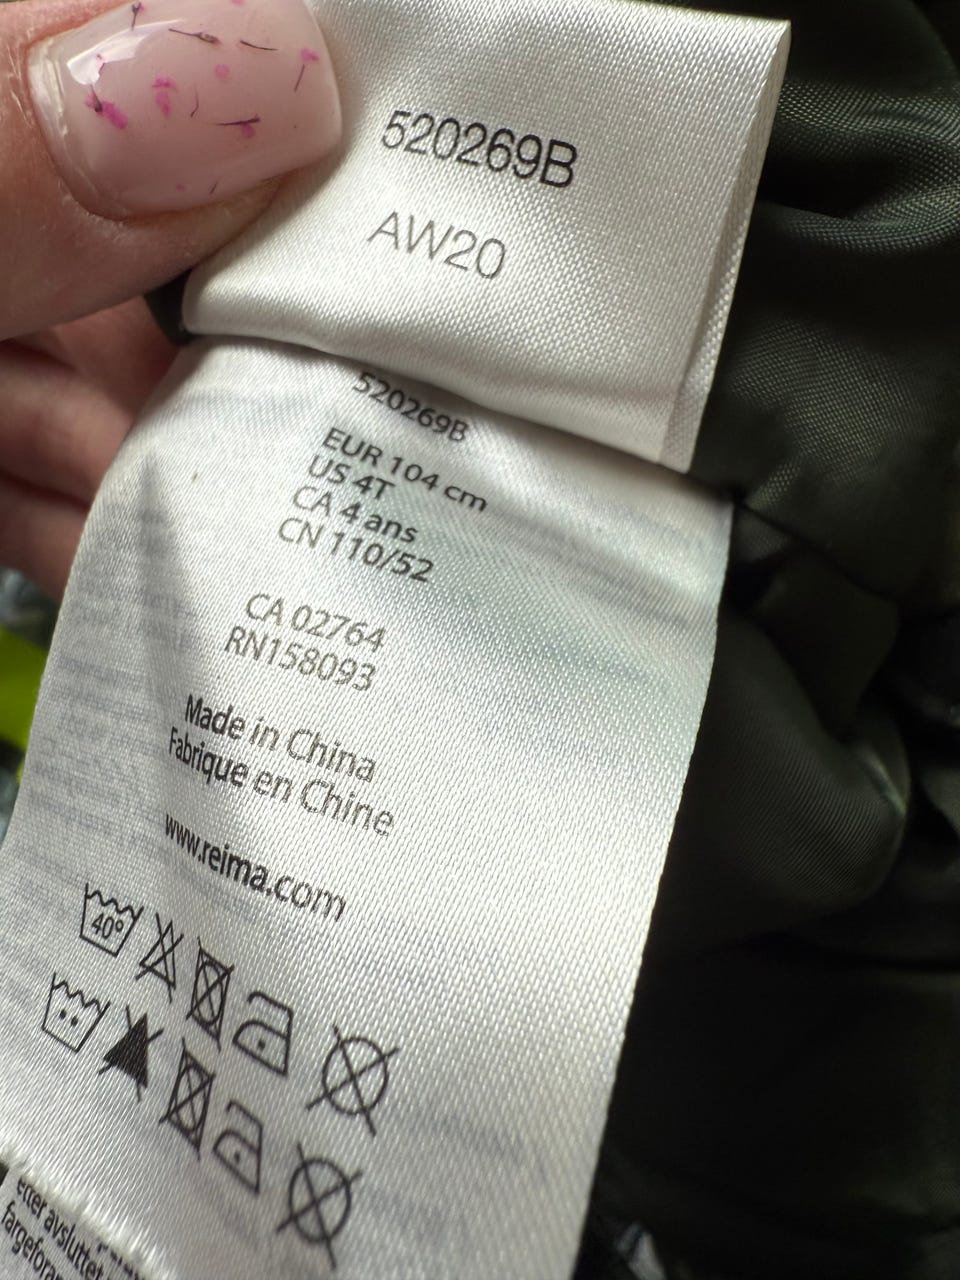 520269B
AW20
520269B
EUR 104 cm
US 4T
CA 4 ans
CN 110/52
CA 02764
RN158093
Made in China
Fabrique en Chine
www.reima.com
40°
etter avsluttet